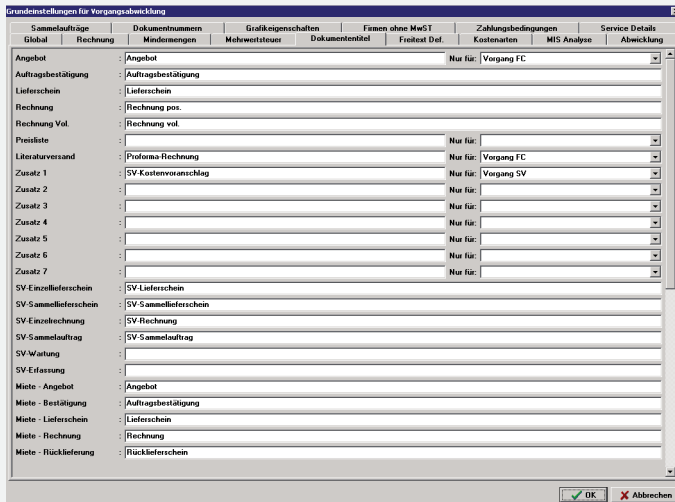 Grundeinstellungen für Vorgangsabwicklung
Sammelaufträge Dokumentnummern Grafikeigenschaften Firmen ohne MwST Zahlungsbedingungen Service Details
Global Rechnung Mindermengen Mehrwertsteuer Dokumententitel Freitext Def. Kostenarten MIS Analyse Abwicklung
Angebot : Angebot Nur für: Vorgang FC
Auftragsbestätigung : Auftragsbestätigung
Lieferschein : Lieferschein
Rechnung : Rechnung pos.
Rechnung Vol. : Rechnung vol.
Preisliste : Nur für:
Literaturversand : Proforma-Rechnung Nur für: Vorgang FC
Zusatz 1 : SV-Kostenvoranschlag Nur für: Vorgang SV
Zusatz 2 : Nur für:
Zusatz 3 : Nur für:
Zusatz 4 : Nur für:
Zusatz 5 : Nur für:
Zusatz 6 : Nur für:
Zusatz 7 : Nur für:
SV-Einzellieferschein : SV-Lieferschein
SV-Sammellieferschein : SV-Sammellieferschein
SV-Einzelrechnung : SV-Rechnung
SV-Sammelauftrag : SV-Sammelauftrag
SV-Wartung :
SV-Erfassung :
Miete - Angebot : Angebot
Miete - Bestätigung : Auftragsbestätigung
Miete - Lieferschein : Lieferschein
Miete - Rechnung : Rechnung
Miete - Rücklieferung : Rücklieferschein
OK Abbrechen